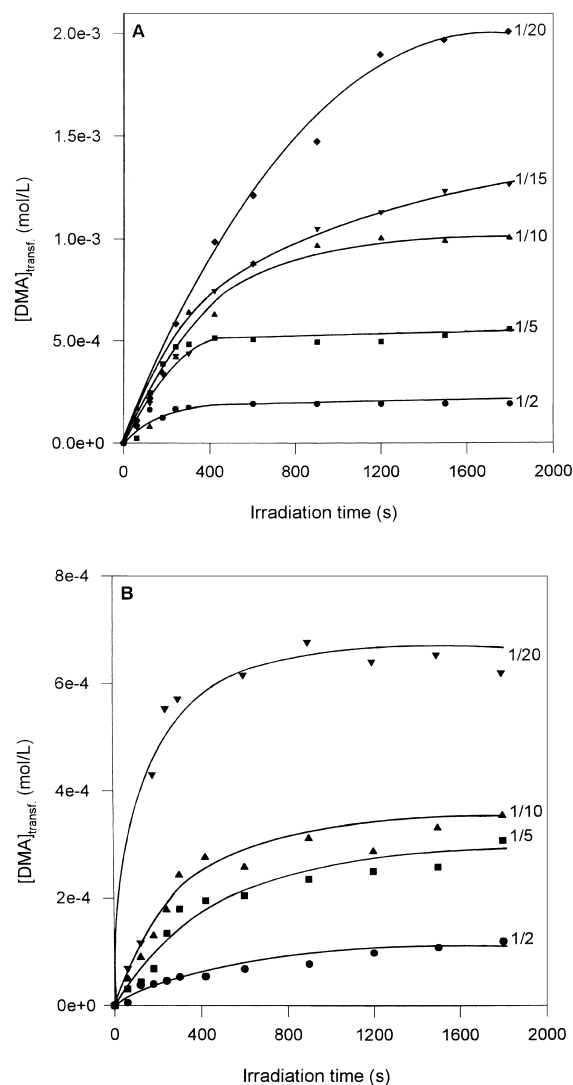 A
2.0e-3
1/20
1.5e-3
1/15
1.0e-3
1/10
5.0e-4
1/5
1/2
0.0e+0
0 400 800 1200 1600 2000
[DMA]transf. (mol/L)
Irradiation time (s)
B
8e-4
1/20
6e-4
4e-4
1/10
1/5
2e-4
1/2
0e+0
0 400 800 1200 1600 2000
[DMA]transf. (mol/L)
Irradiation time (s)